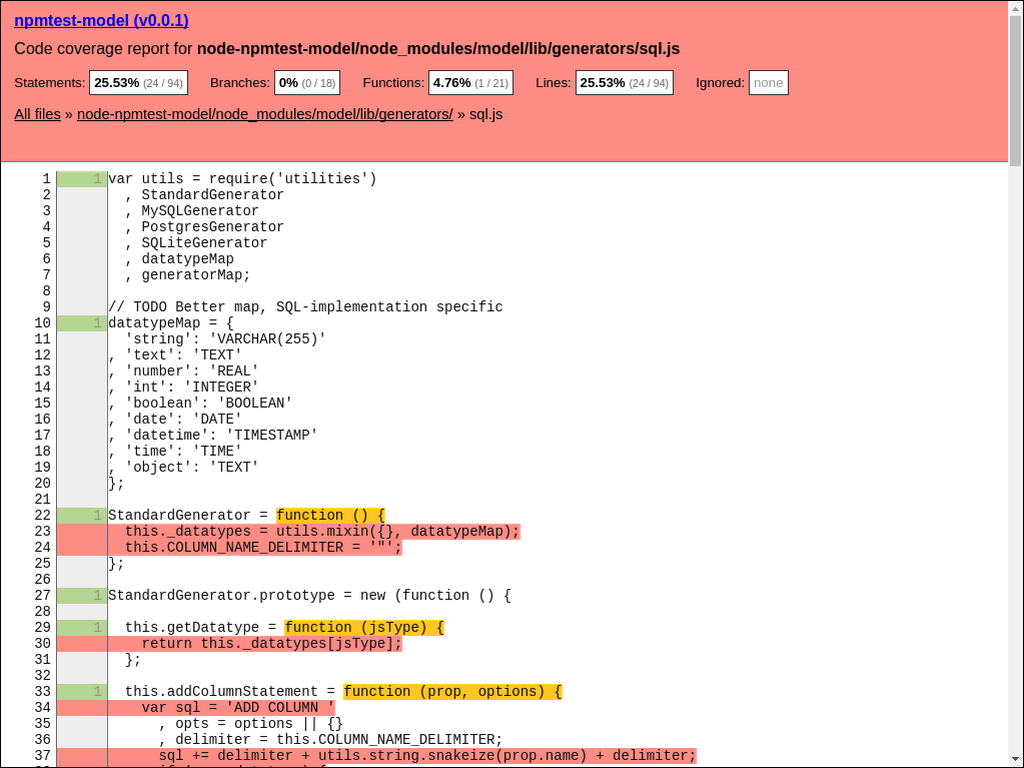 npmtest-model (v0.0.1)
Code coverage report for node-npmtest-model/node_modules/model/lib/generators/sql.js
Statements: 25.53% (24 / 94) Branches: 0% (0 / 18) Functions: 4.76% (1 / 21) Lines: 25.53% (24 / 94) Ignored: none
All files » node-npmtest-model/node_modules/model/lib/generators/ » sql.js
1 1 var utils = require('utilities')
2 , StandardGenerator
3 , MySQLGenerator
4 , PostgresGenerator
5 , SQLiteGenerator
6 , datatypeMap
7 , generatorMap;
8
9 // TODO Better map, SQL-implementation specific
10 1 datatypeMap = {
11 'string': 'VARCHAR(255)'
12 , 'text': 'TEXT'
13 , 'number': 'REAL'
14 , 'int': 'INTEGER'
15 , 'boolean': 'BOOLEAN'
16 , 'date': 'DATE'
17 , 'datetime': 'TIMESTAMP'
18 , 'time': 'TIME'
19 , 'object': 'TEXT'
20 };
21
22 1 StandardGenerator = function () {
23 this._datatypes = utils.mixin({}, datatypeMap);
24 this.COLUMN_NAME_DELIMITER = '"';
25 };
26
27 1 StandardGenerator.prototype = new (function () {
28
29 1 this.getDatatype = function (jsType) {
30 return this._datatypes[jsType];
31 };
32
33 1 this.addColumnStatement = function (prop, options) {
34 var sql = 'ADD COLUMN '
35 , opts = options || {}
36 , delimiter = this.COLUMN_NAME_DELIMITER;
37 sql += delimiter + utils.string.snakeize(prop.name) + delimiter;